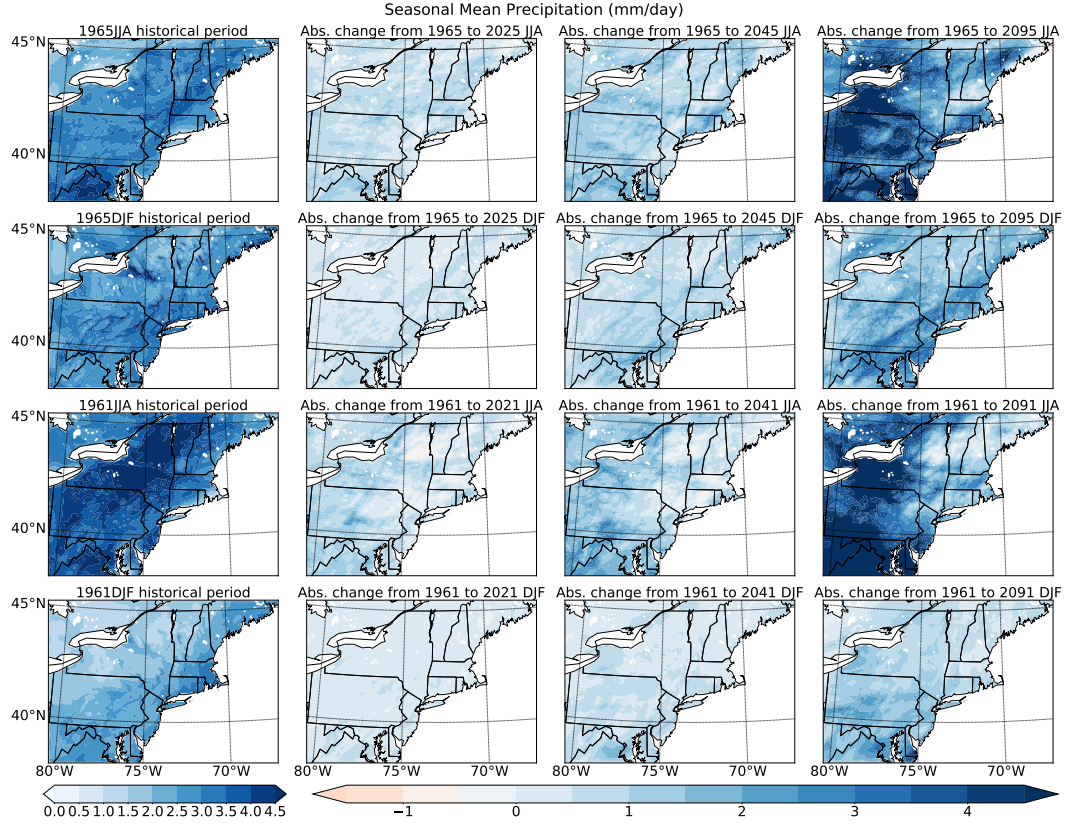 Seasonal Mean Precipitation (mm/day)
1965JJA historical period
Abs. change from 1965 to 2025 JJA
Abs. change from 1965 to 2045 JJA
Abs. change from 1965 to 2095 JJA
45°N
40°N
1965DJF historical period
Abs. change from 1965 to 2025 DJF
Abs. change from 1965 to 2045 DJF
Abs. change from 1965 to 2095 DJF
45°N
40°N
1961JJA historical period
Abs. change from 1961 to 2021 JJA
Abs. change from 1961 to 2041 JJA
Abs. change from 1961 to 2091 JJA
45°N
40°N
1961DJF historical period
Abs. change from 1961 to 2021 DJF
Abs. change from 1961 to 2041 DJF
Abs. change from 1961 to 2091 DJF
45°N
40°N
80°W 75°W 70°W 80°W 75°W 70°W 80°W 75°W 70°W 80°W 75°W 70°W
0.0 0.5 1.0 1.5 2.0 2.5 3.0 3.5 4.0 4.5
−1 0 1 2 3 4